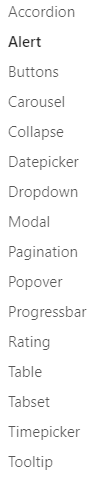 Accordion
Alert
Buttons
Carousel
Collapse
Datepicker
Dropdown
Modal
Pagination
Popover
Progressbar
Rating
Table
Tabset
Timepicker
Tooltip